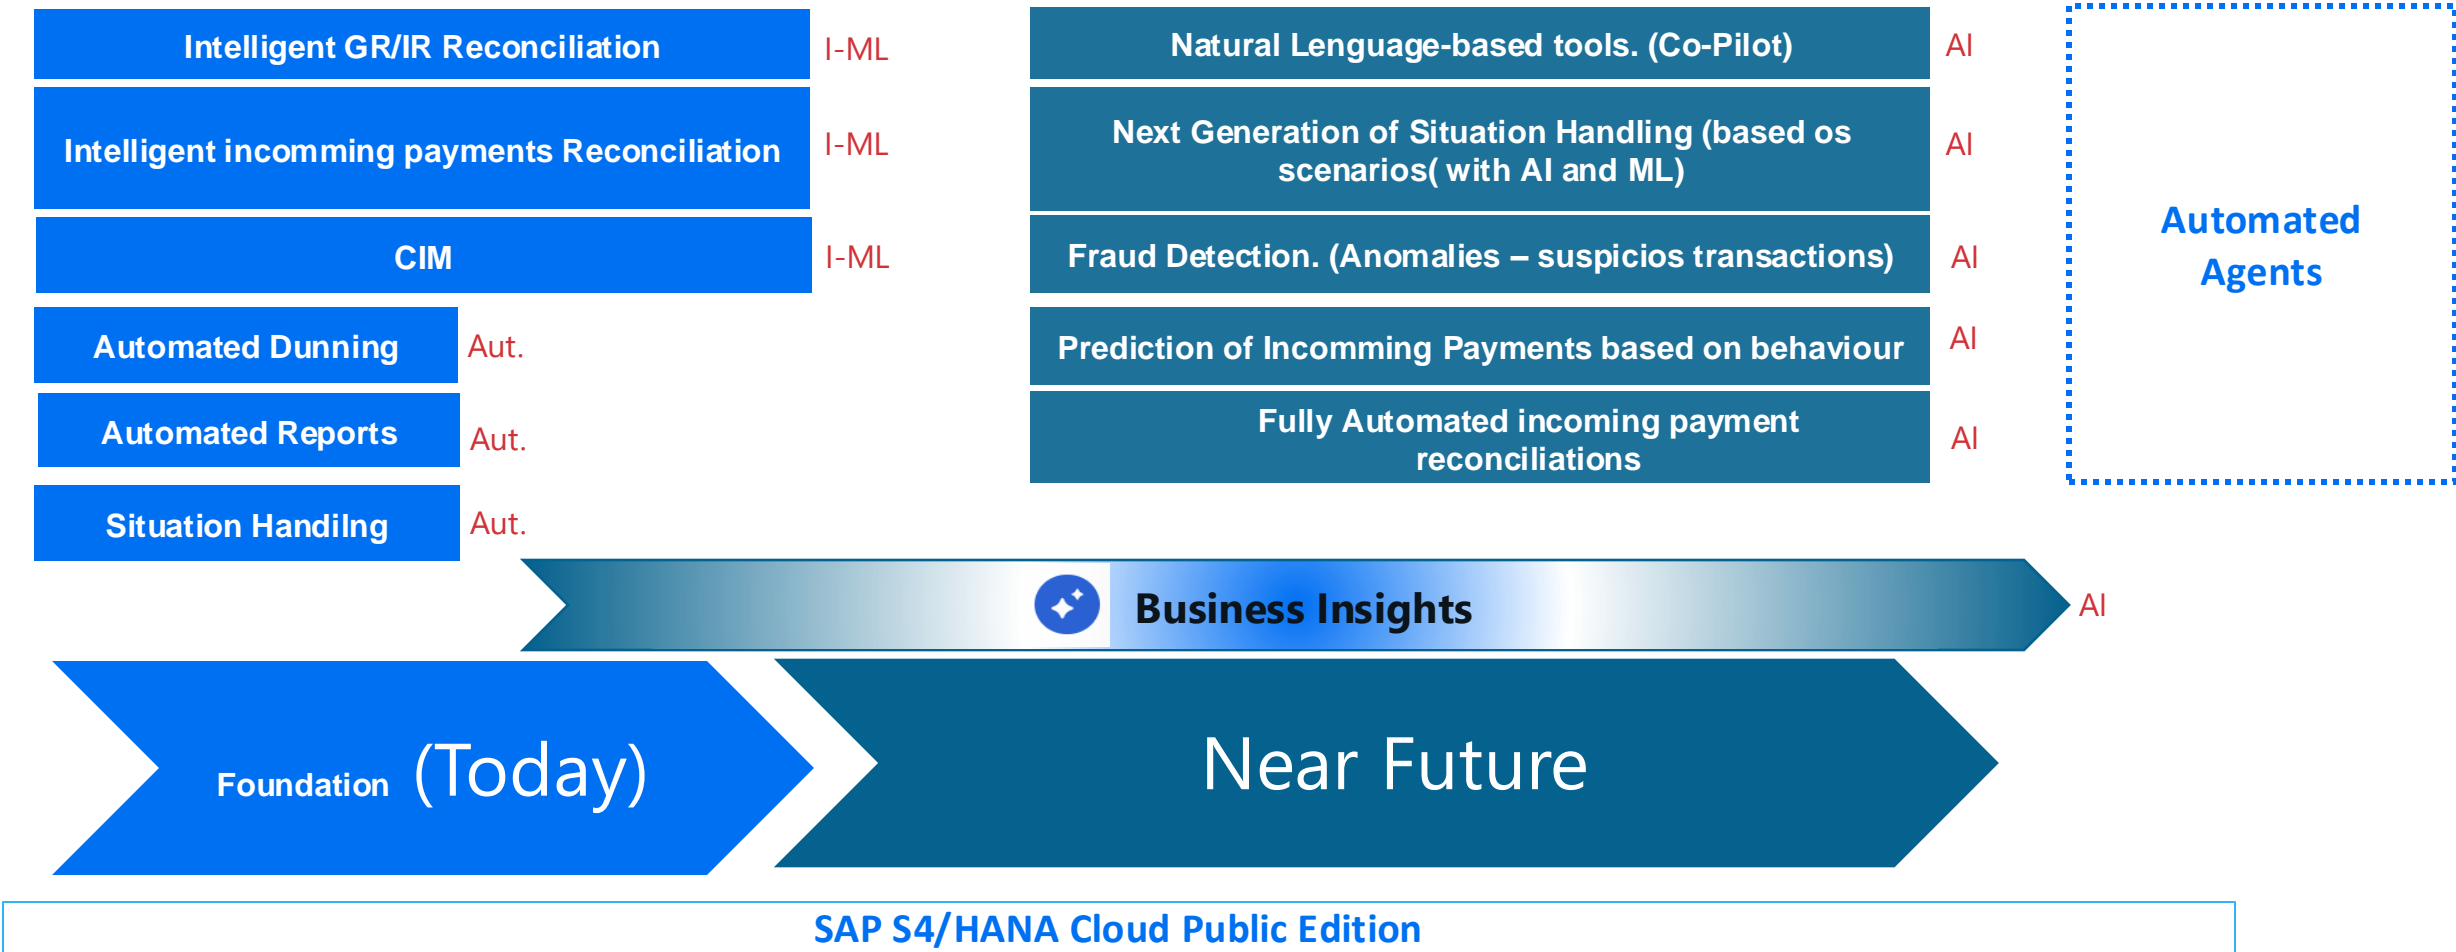 Intelligent GR/IR Reconciliation
I-ML
Intelligent incomming payments Reconciliation
I-ML
CIM
I-ML
Automated Dunning
Aut.
Automated Reports
Aut.
Situation Handilng
Aut.
Natural Lenguage-based tools. (Co-Pilot)
AI
Next Generation of Situation Handling (based os
scenarios( with AI and ML)
AI
Fraud Detection. (Anomalies – suspicios transactions)
AI
Prediction of Incomming Payments based on behaviour
AI
Fully Automated incoming payment
reconciliations
AI
Automated
Agents
Business Insights
AI
Foundation (Today)
Near Future
SAP S4/HANA Cloud Public Edition